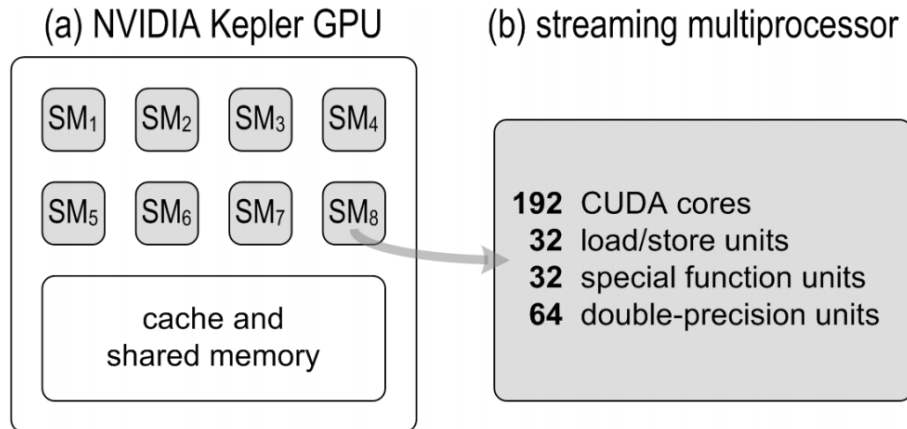 (a) NVIDIA Kepler GPU
SM₁ SM₂ SM₃ SM₄
SM₅ SM₆ SM₇ SM₈
cache and
shared memory
(b) streaming multiprocessor
192 CUDA cores
32 load/store units
32 special function units
64 double-precision units